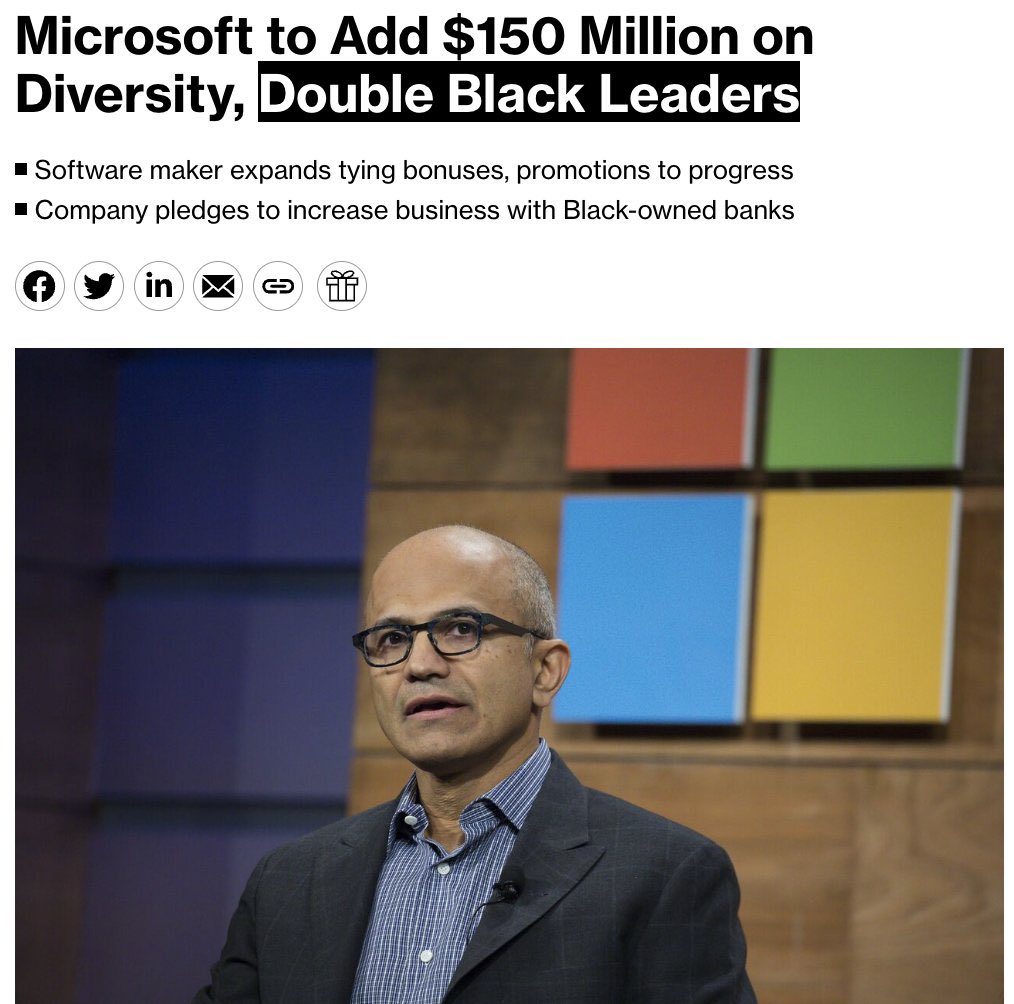 Microsoft to Add $150 Million on
Diversity, Double Black Leaders
Software maker expands tying bonuses, promotions to progress
Company pledges to increase business with Black-owned banks
in